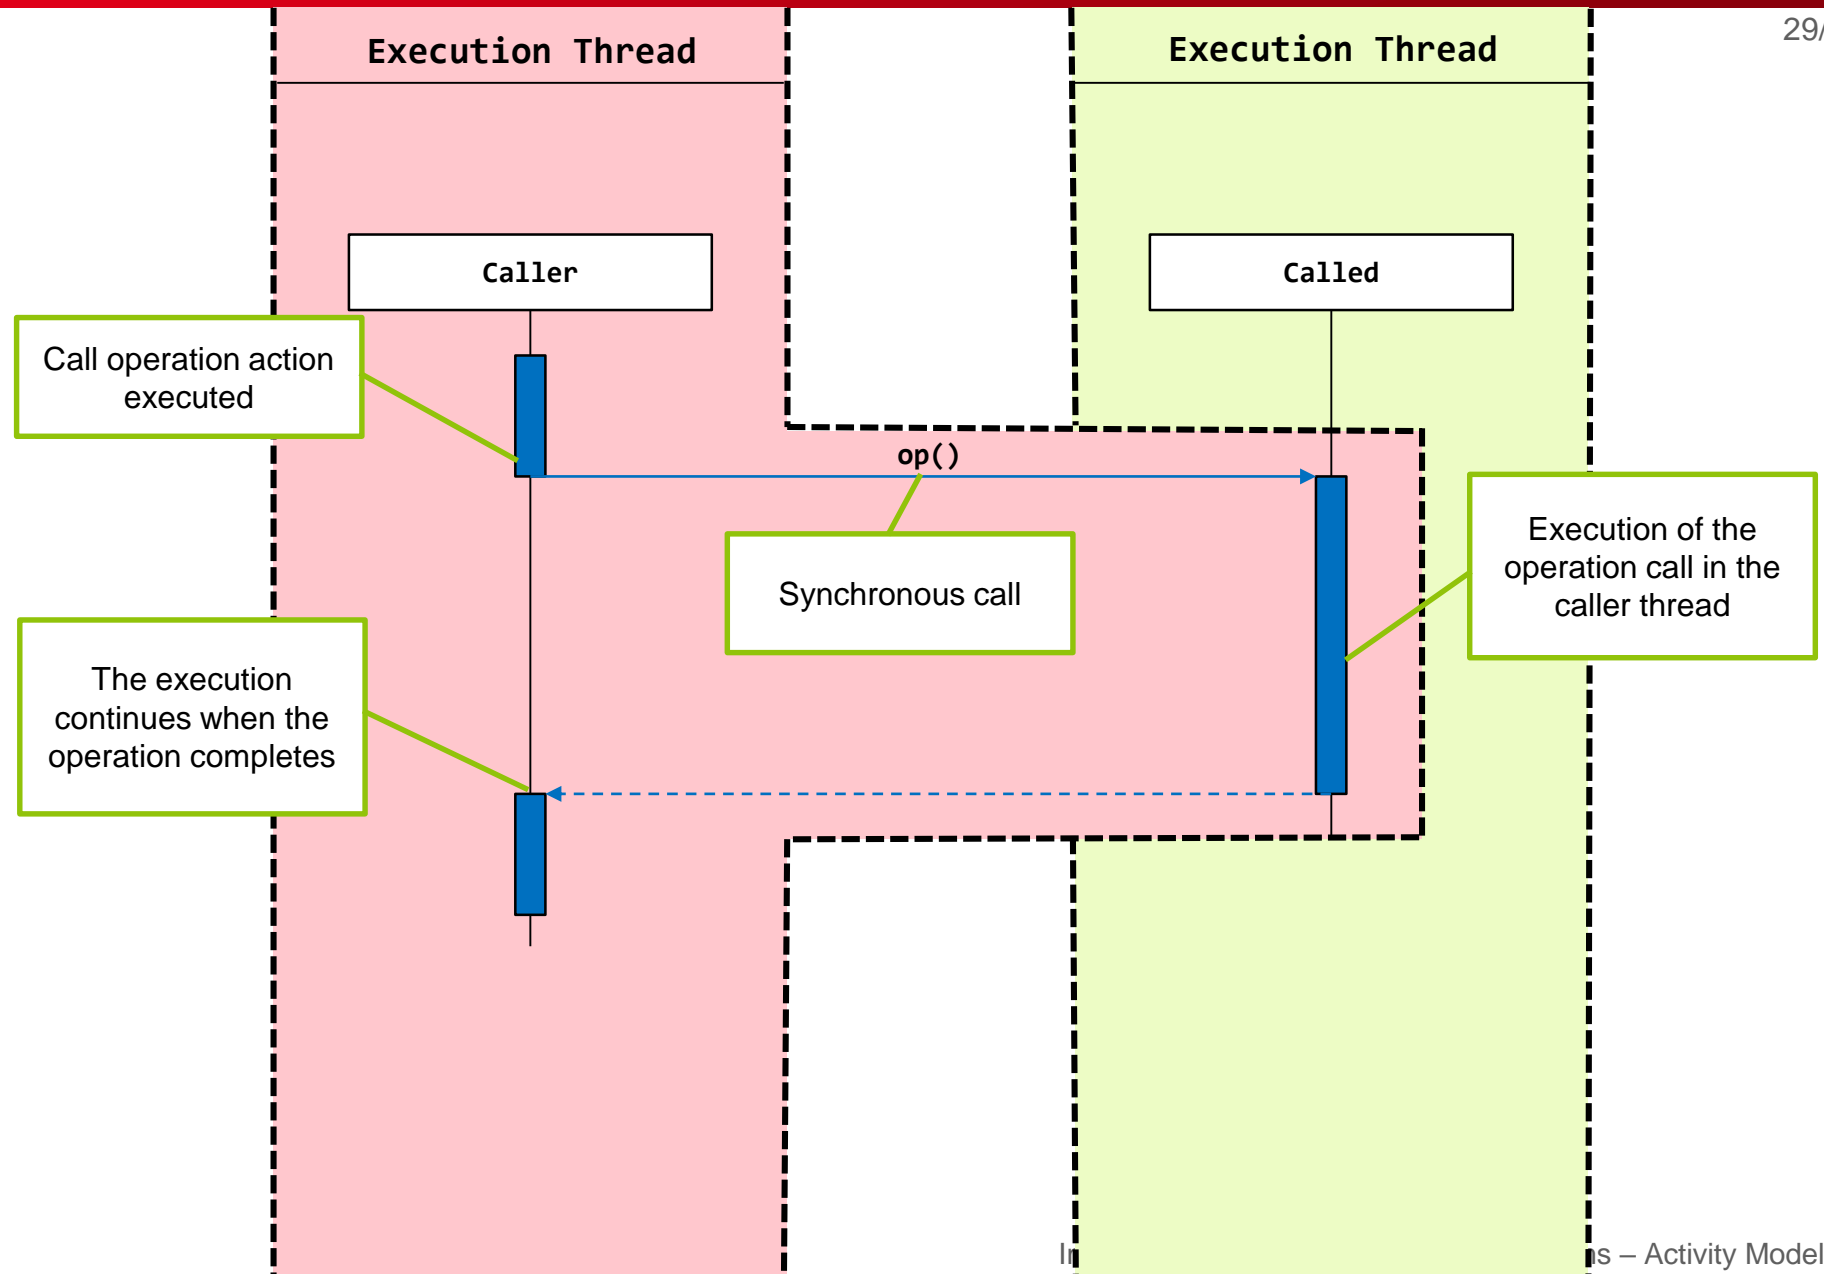 29/
Execution Thread
Execution Thread
Caller
Called
Call operation action
executed
op()
Synchronous call
Execution of the
operation call in the
caller thread
The execution
continues when the
operation completes
– Activity Model